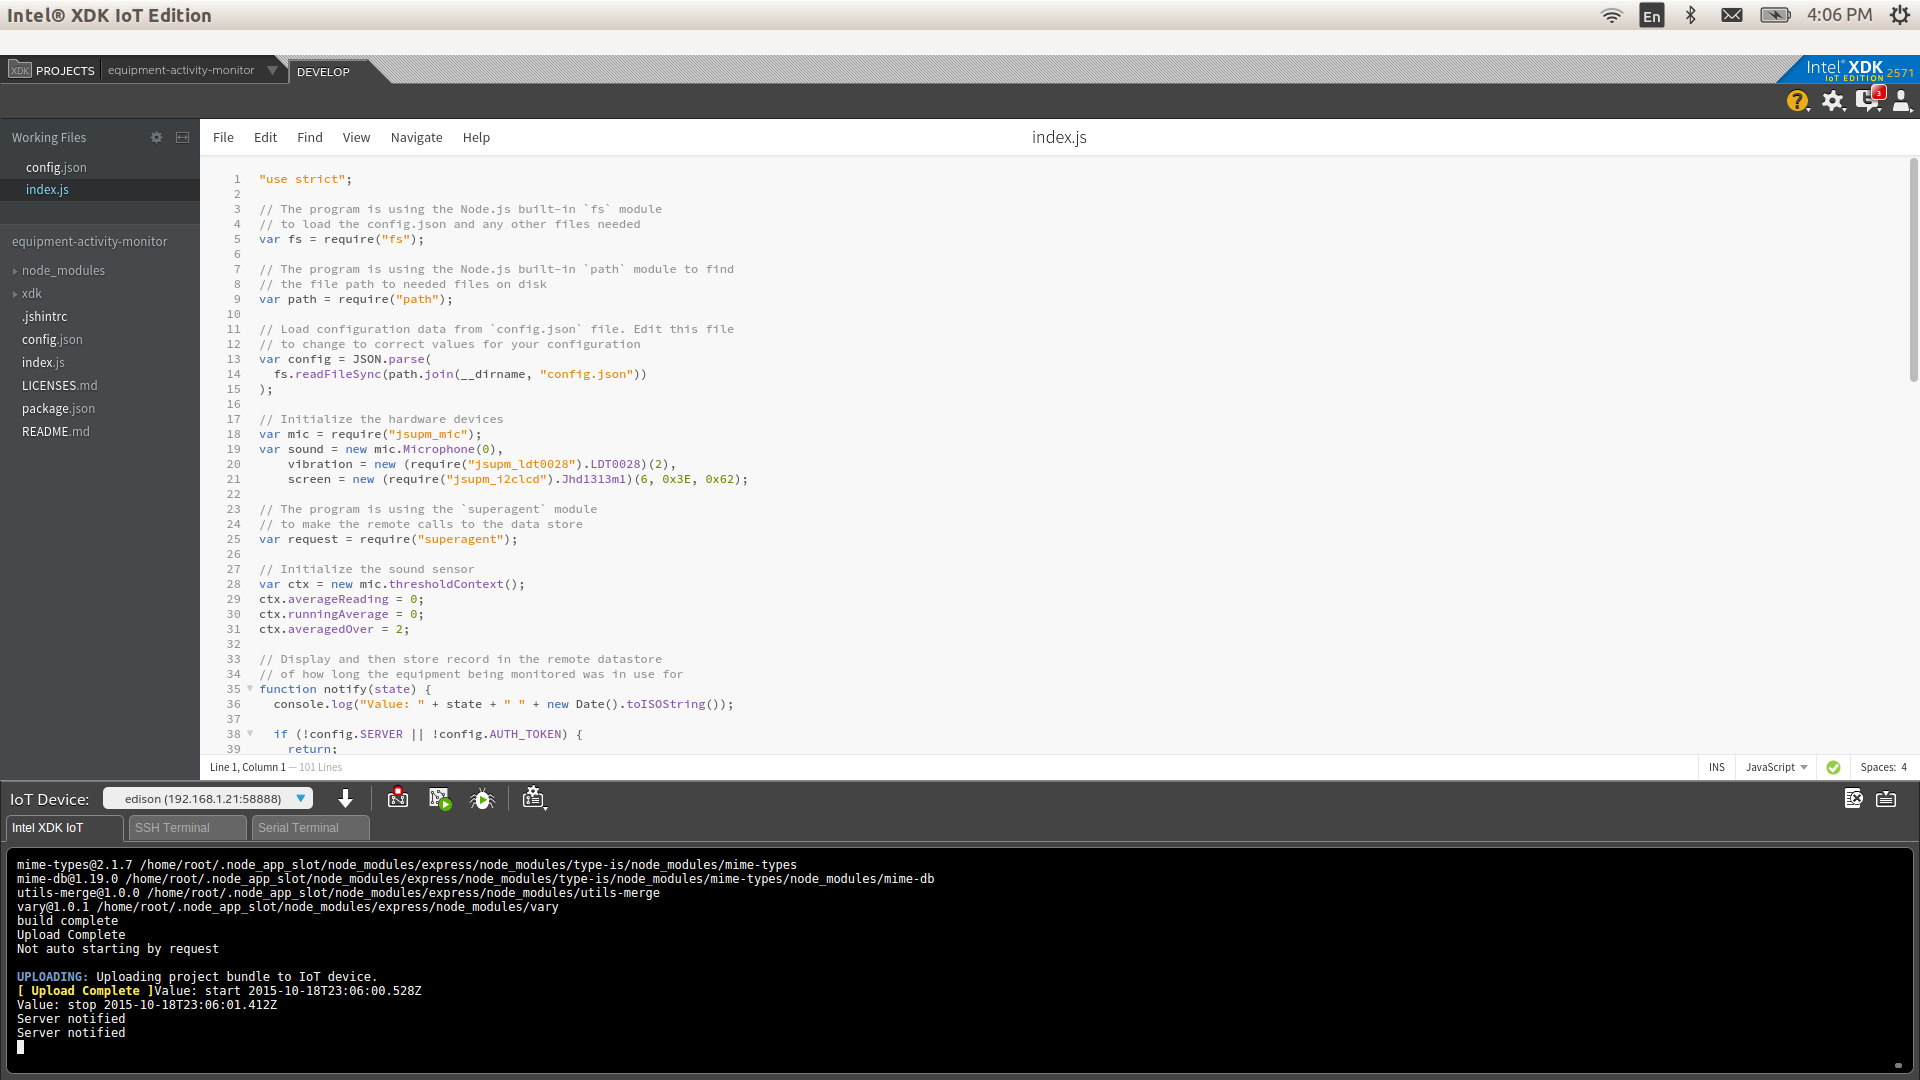 Intel® XDK IoT Edition
En
4:06 PM
XDK PROJECTS equipment-activity-monitor DEVELOP
Intel® XDK
IoT EDITION 2571
3
Working Files
config.json
index.js
equipment-activity-monitor
node_modules
xdk
.jshintrc
config.json
index.js
LICENSES.md
package.json
README.md
File Edit Find View Navigate Help
index.js
1 "use strict";
2
3 // The program is using the Node.js built-in `fs` module
4 // to load the config.json and any other files needed
5 var fs = require("fs");
6
7 // The program is using the Node.js built-in `path` module to find
8 // the file path to needed files on disk
9 var path = require("path");
10
11 // Load configuration data from `config.json` file. Edit this file
12 // to change to correct values for your configuration
13 var config = JSON.parse(
14   fs.readFileSync(path.join(__dirname, "config.json"))
15 );
16
17 // Initialize the hardware devices
18 var mic = require("jsupm_mic");
19 var sound = new mic.Microphone(0),
20     vibration = new (require("jsupm_ldt0028").LDT0028)(2),
21     screen = new (require("jsupm_i2clcd").Jhd1313m1)(6, 0x3E, 0x62);
22
23 // The program is using the `superagent` module
24 // to make the remote calls to the data store
25 var request = require("superagent");
26
27 // Initialize the sound sensor
28 var ctx = new mic.thresholdContext();
29 ctx.averageReading = 0;
30 ctx.runningAverage = 0;
31 ctx.averagedOver = 2;
32
33 // Display and then store record in the remote datastore
34 // of how long the equipment being monitored was in use for
35 function notify(state) {
36   console.log("Value: " + state + " " + new Date().toISOString());
37
38   if (!config.SERVER || !config.AUTH_TOKEN) {
39     return;
Line 1, Column 1 — 101 Lines
INS JavaScript Spaces: 4
IoT Device: edison (192.168.1.21:58888)
Intel XDK IoT SSH Terminal Serial Terminal
mime-types@2.1.7 /home/root/.node_app_slot/node_modules/express/node_modules/type-is/node_modules/mime-types
mime-db@1.19.0 /home/root/.node_app_slot/node_modules/express/node_modules/type-is/node_modules/mime-types/node_modules/mime-db
utils-merge@1.0.0 /home/root/.node_app_slot/node_modules/express/node_modules/utils-merge
vary@1.0.1 /home/root/.node_app_slot/node_modules/express/node_modules/vary
build complete
Upload Complete
Not auto starting by request
UPLOADING: Uploading project bundle to IoT device.
[ Upload Complete ]Value: start 2015-10-18T23:06:00.528Z
Value: stop 2015-10-18T23:06:01.412Z
Server notified
Server notified